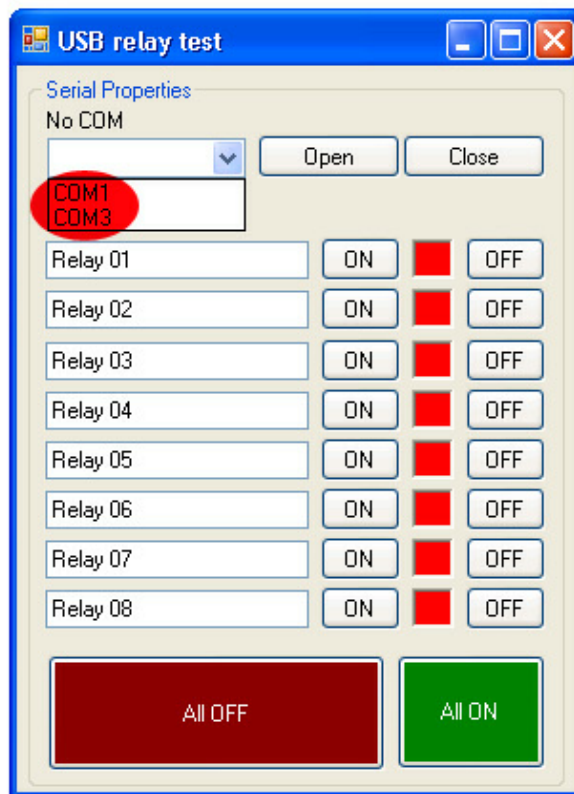 USB relay test
Serial Properties
No COM
Open Close
COM1
COM3
Relay 01 ON OFF
Relay 02 ON OFF
Relay 03 ON OFF
Relay 04 ON OFF
Relay 05 ON OFF
Relay 06 ON OFF
Relay 07 ON OFF
Relay 08 ON OFF
All OFF All ON